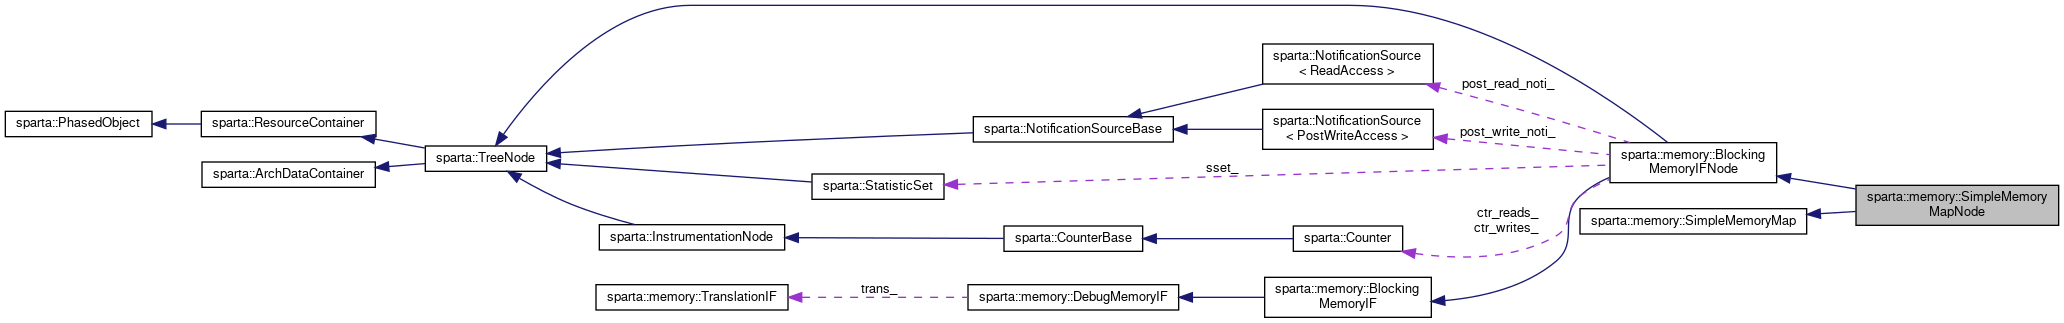 sparta::PhasedObject
sparta::ResourceContainer
sparta::ArchDataContainer
sparta::TreeNode
sparta::NotificationSourceBase
sparta::NotificationSource
< ReadAccess >
sparta::NotificationSource
< PostWriteAccess >
post_read_noti_
post_write_noti_
sset_
sparta::StatisticSet
sparta::InstrumentationNode
sparta::CounterBase
sparta::Counter
ctr_reads_
ctr_writes_
sparta::memory::TranslationIF
trans_
sparta::memory::DebugMemoryIF
sparta::memory::Blocking
MemoryIF
sparta::memory::Blocking
MemoryIFNode
sparta::memory::SimpleMemoryMap
sparta::memory::SimpleMemory
MapNode